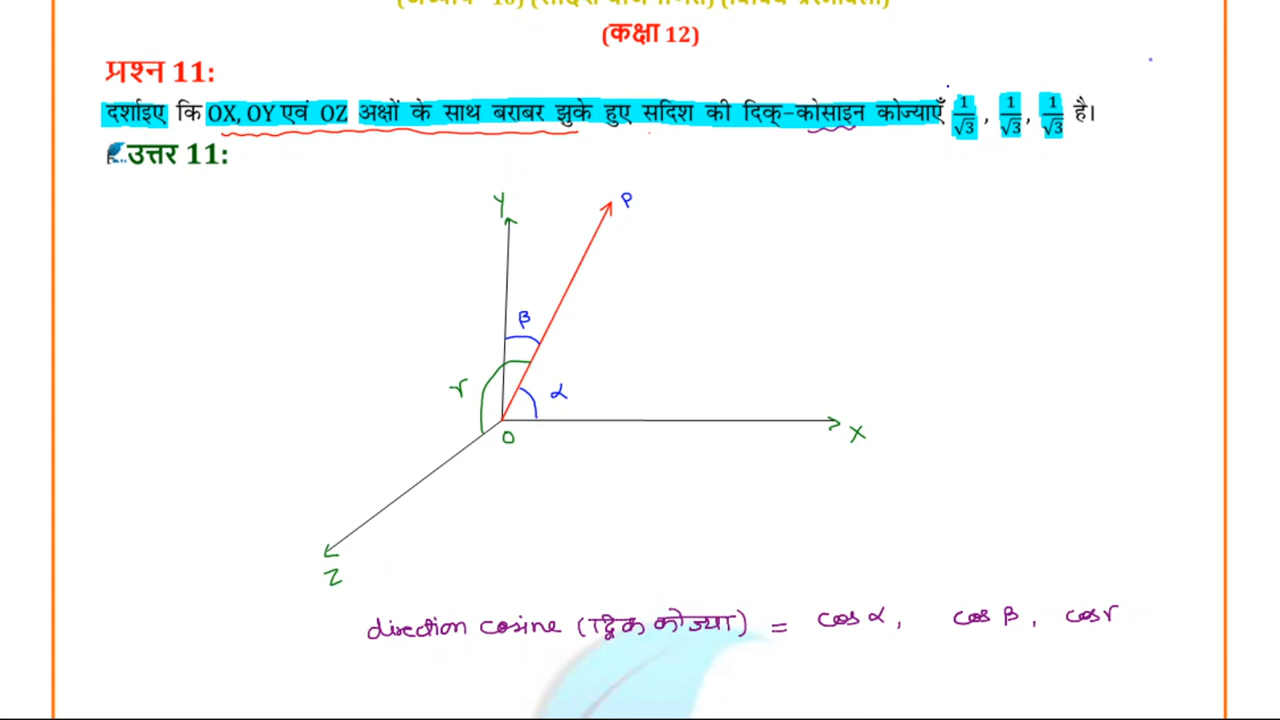 (कक्षा 12)
प्रश्न 11:
दर्शाइए कि OX, OY एवं OZ अक्षों के साथ बराबर झुके हुए सदिश की दिक्-कोसाइन कोज्याएँ 1/√3, 1/√3, 1/√3 है।
उत्तर 11:
Y
P
β
γ
α
O
X
Z
direction cosine (दिक कोज्या) = cos α, cos β, cos γ